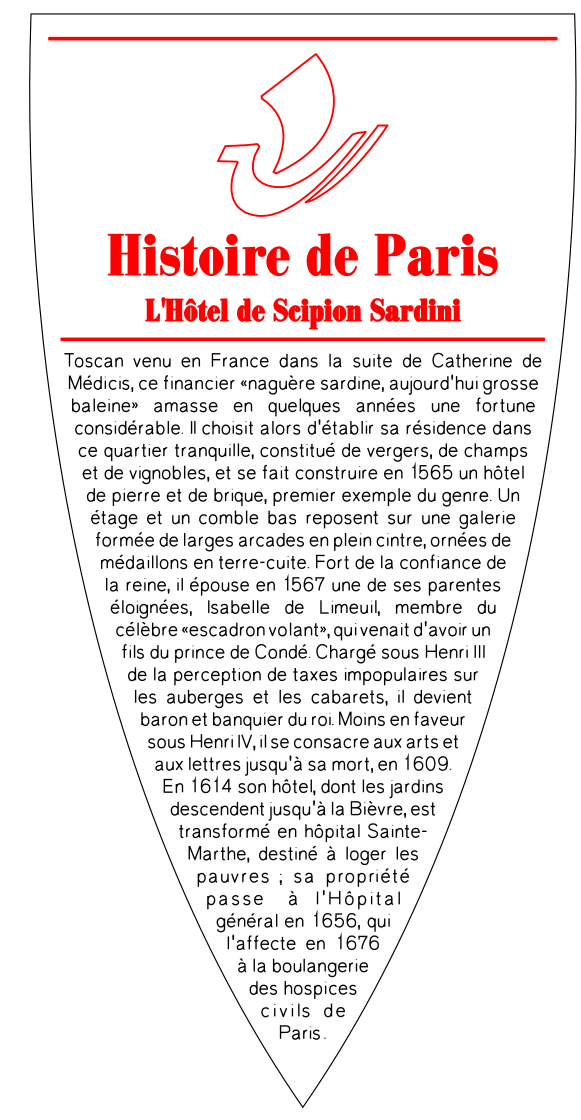 Histoire de Paris
L'Hôtel de Scipion Sardini
Toscan venu en France dans la suite de Catherine de
Médicis, ce financier «naguère sardine, aujourd'hui grosse
baleine» amasse en quelques années une fortune
considérable. Il choisit alors d'établir sa résidence dans
ce quartier tranquille, constitué de vergers, de champs
et de vignobles, et se fait construire en 1565 un hôtel
de pierre et de brique, premier exemple du genre. Un
étage et un comble bas reposent sur une galerie
formée de larges arcades en plein cintre, ornées de
médaillons en terre-cuite. Fort de la confiance de
la reine, il épouse en 1567 une de ses parentes
éloignées, Isabelle de Limeuil, membre du
célèbre «escadron volant», qui venait d'avoir un
fils du prince de Condé. Chargé sous Henri III
de la perception de taxes impopulaires sur
les auberges et les cabarets, il devient
baron et banquier du roi. Moins en faveur
sous Henri IV, il se consacre aux arts et
aux lettres jusqu'à sa mort, en 1609.
En 1614 son hôtel, dont les jardins
descendent jusqu'à la Bièvre, est
transformé en hôpital Sainte-
Marthe, destiné à loger les
pauvres ; sa propriété
passe à l'Hôpital
général en 1656, qui
l'affecte en 1676
à la boulangerie
des hospices
civils de
Paris.